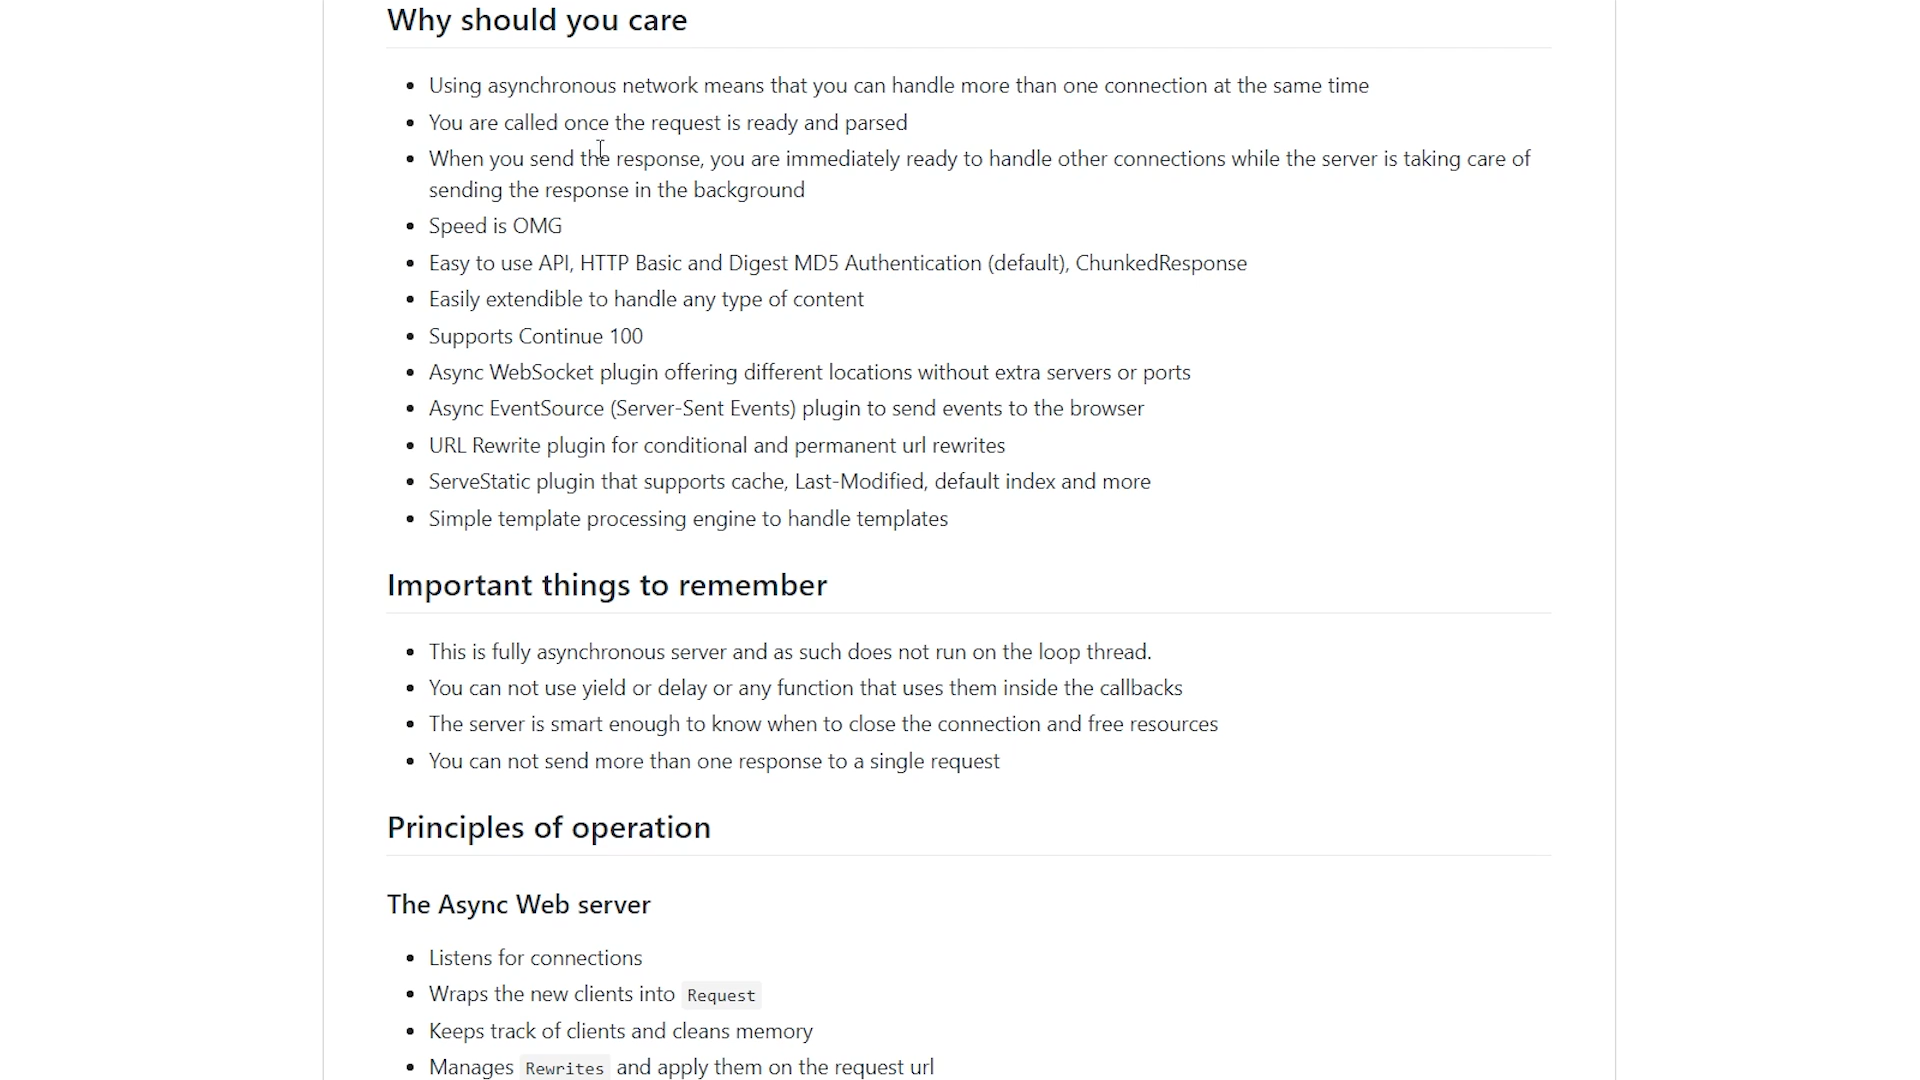 Why should you care
Using asynchronous network means that you can handle more than one connection at the same time
You are called once the request is ready and parsed
When you send the response, you are immediately ready to handle other connections while the server is taking care of
sending the response in the background
Speed is OMG
Easy to use API, HTTP Basic and Digest MD5 Authentication (default), ChunkedResponse
Easily extendible to handle any type of content
Supports Continue 100
Async WebSocket plugin offering different locations without extra servers or ports
Async EventSource (Server-Sent Events) plugin to send events to the browser
URL Rewrite plugin for conditional and permanent url rewrites
ServeStatic plugin that supports cache, Last-Modified, default index and more
Simple template processing engine to handle templates
Important things to remember
This is fully asynchronous server and as such does not run on the loop thread.
You can not use yield or delay or any function that uses them inside the callbacks
The server is smart enough to know when to close the connection and free resources
You can not send more than one response to a single request
Principles of operation
The Async Web server
Listens for connections
Wraps the new clients into Request
Keeps track of clients and cleans memory
Manages Rewrites and apply them on the request url